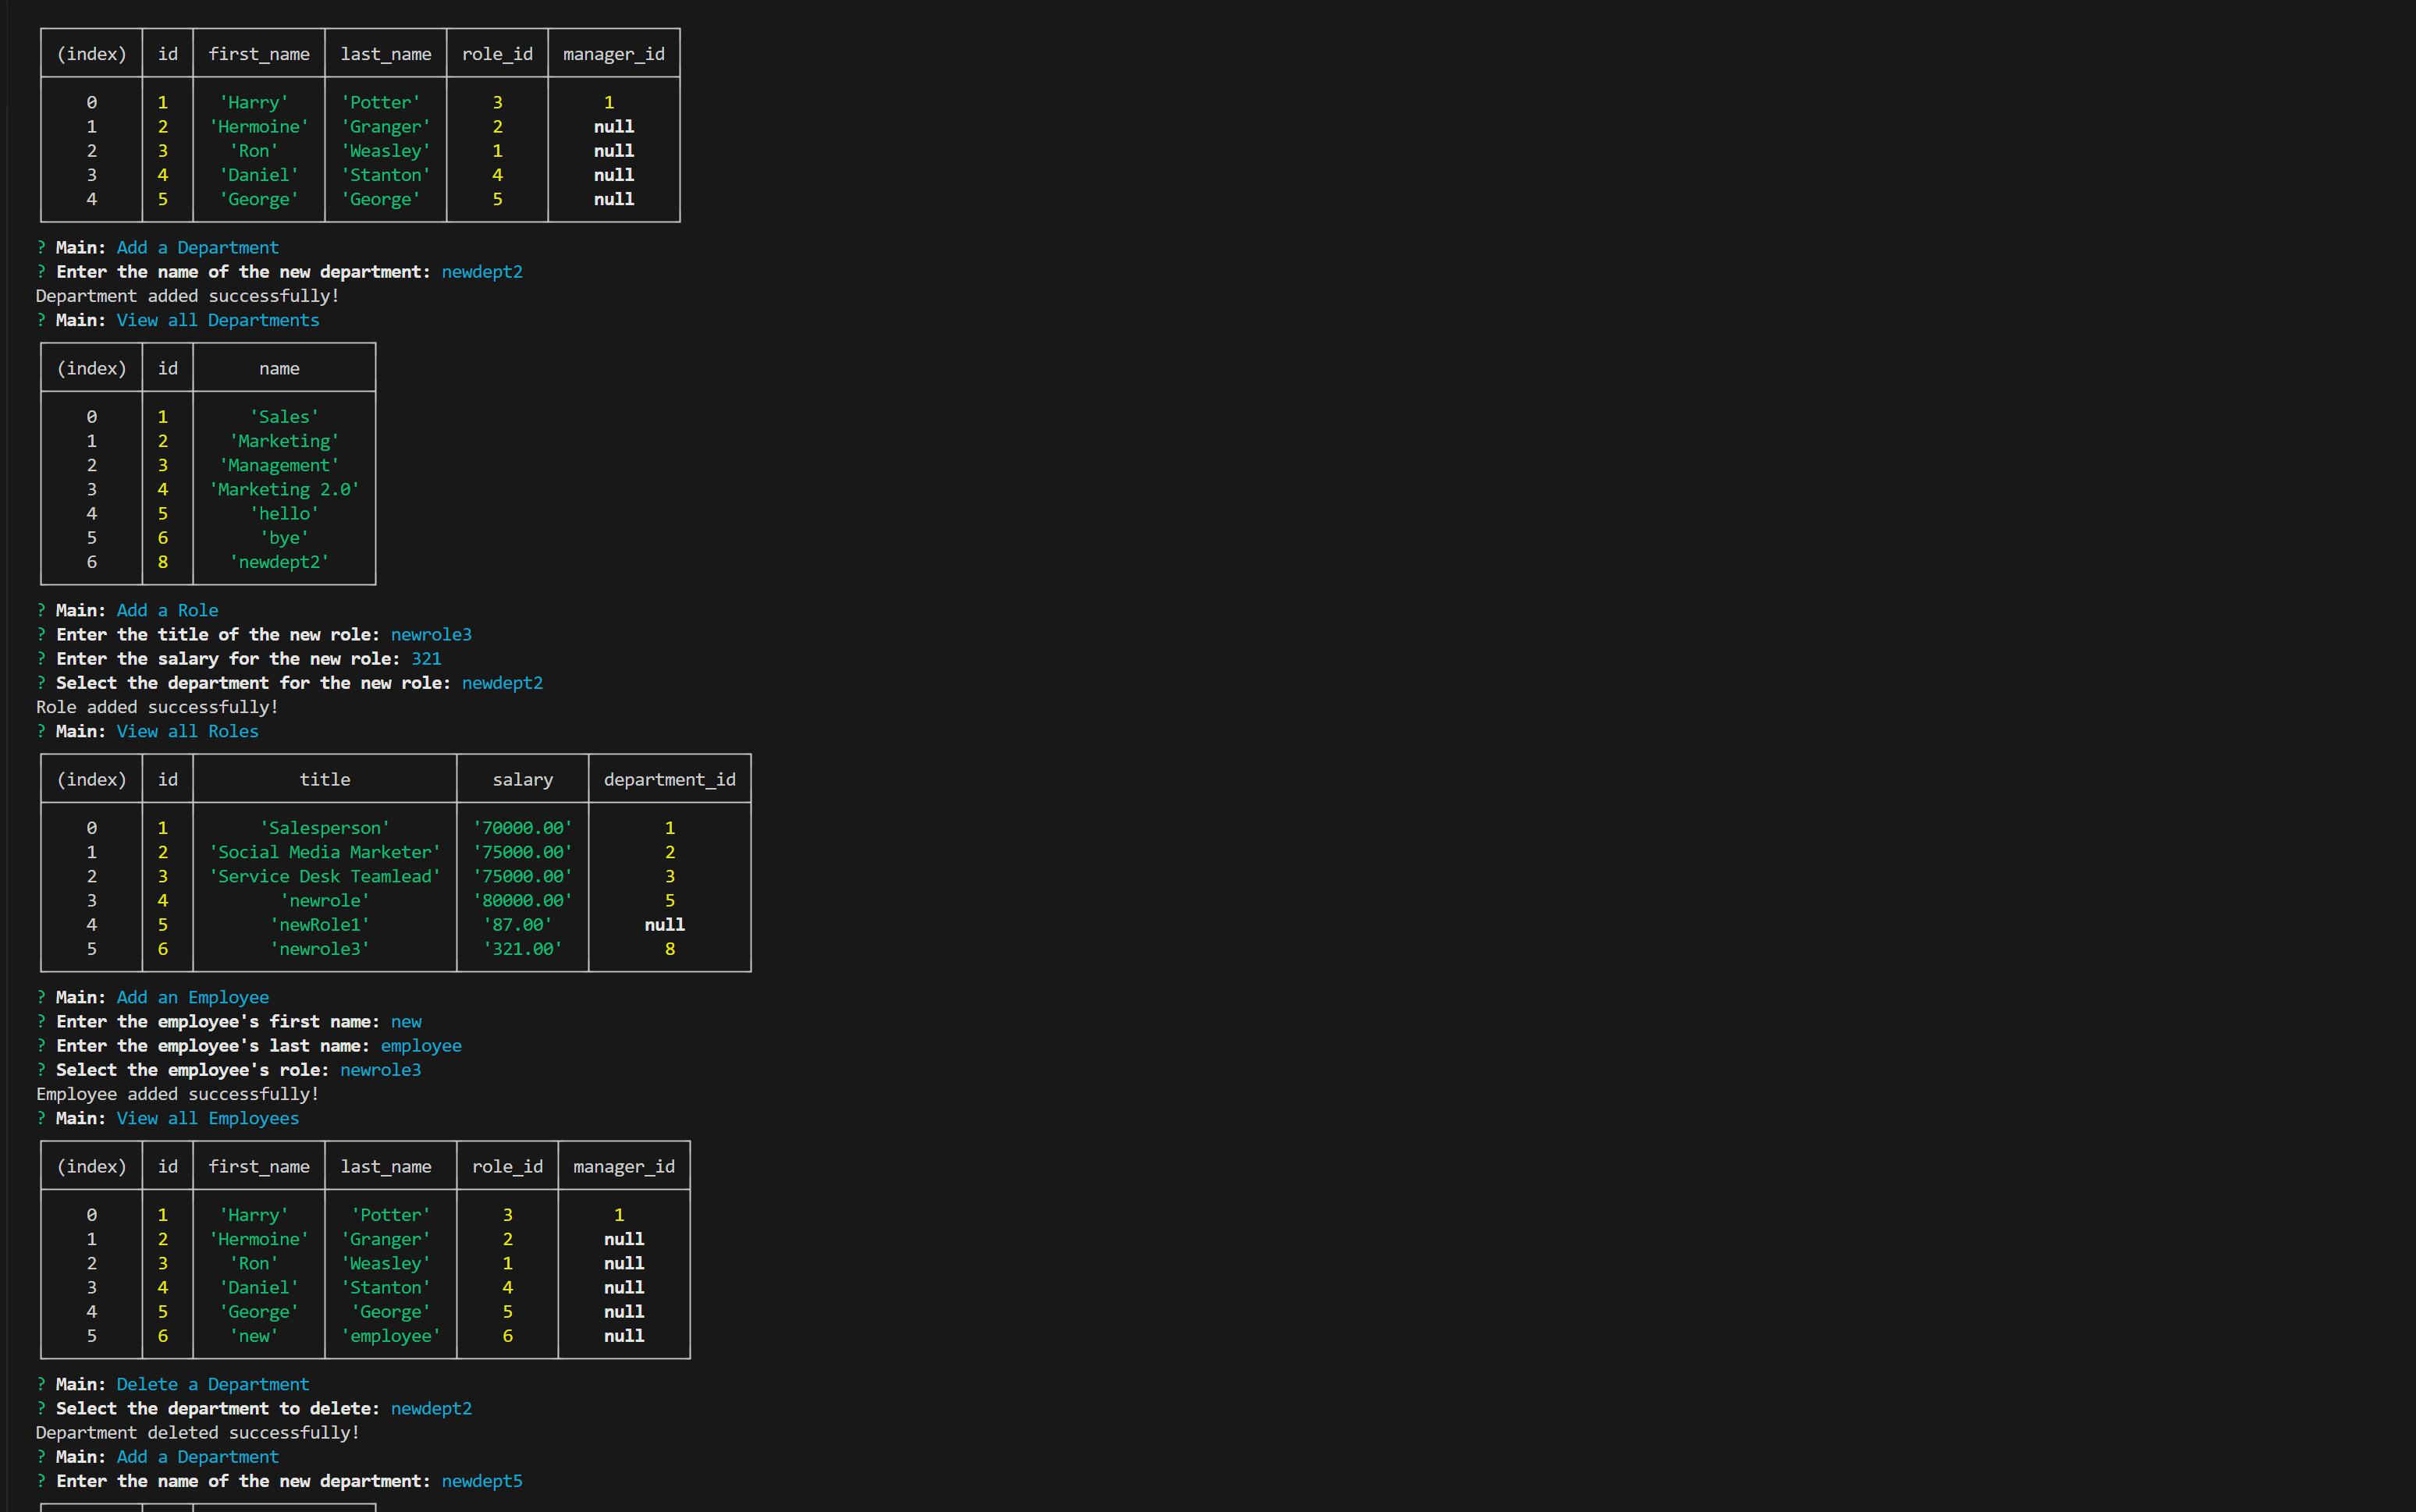 (index) id first_name last_name role_id manager_id
0 1 'Harry' 'Potter' 3 1
1 2 'Hermoine' 'Granger' 2 null
2 3 'Ron' 'Weasley' 1 null
3 4 'Daniel' 'Stanton' 4 null
4 5 'George' 'George' 5 null
? Main: Add a Department
? Enter the name of the new department: newdept2
Department added successfully!
? Main: View all Departments
(index) id name
0 1 'Sales'
1 2 'Marketing'
2 3 'Management'
3 4 'Marketing 2.0'
4 5 'hello'
5 6 'bye'
6 8 'newdept2'
? Main: Add a Role
? Enter the title of the new role: newrole3
? Enter the salary for the new role: 321
? Select the department for the new role: newdept2
Role added successfully!
? Main: View all Roles
(index) id title salary department_id
0 1 'Salesperson' '70000.00' 1
1 2 'Social Media Marketer' '75000.00' 2
2 3 'Service Desk Teamlead' '75000.00' 3
3 4 'newrole' '80000.00' 5
4 5 'newRole1' '87.00' null
5 6 'newrole3' '321.00' 8
? Main: Add an Employee
? Enter the employee's first name: new
? Enter the employee's last name: employee
? Select the employee's role: newrole3
Employee added successfully!
? Main: View all Employees
(index) id first_name last_name role_id manager_id
0 1 'Harry' 'Potter' 3 1
1 2 'Hermoine' 'Granger' 2 null
2 3 'Ron' 'Weasley' 1 null
3 4 'Daniel' 'Stanton' 4 null
4 5 'George' 'George' 5 null
5 6 'new' 'employee' 6 null
? Main: Delete a Department
? Select the department to delete: newdept2
Department deleted successfully!
? Main: Add a Department
? Enter the name of the new department: newdept5